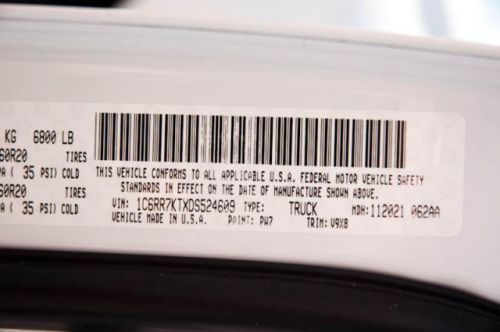 KG 6800 LB
60R20 TIRES
PA ( 35 PSI) COLD
60R20 TIRES
PA ( 35 PSI) COLD
THIS VEHICLE CONFORMS TO ALL APPLICABLE U.S.A. FEDERAL MOTOR VEHICLE SAFETY
STANDARDS IN EFFECT ON THE DATE OF MANUFACTURE SHOWN ABOVE.
VIN: 1C6RR7KTXDS524609 TYPE: TRUCK MDH: 112021 062AA
VEHICLE MADE IN U.S.A. PAINT: PW7 TRIM: V9X8